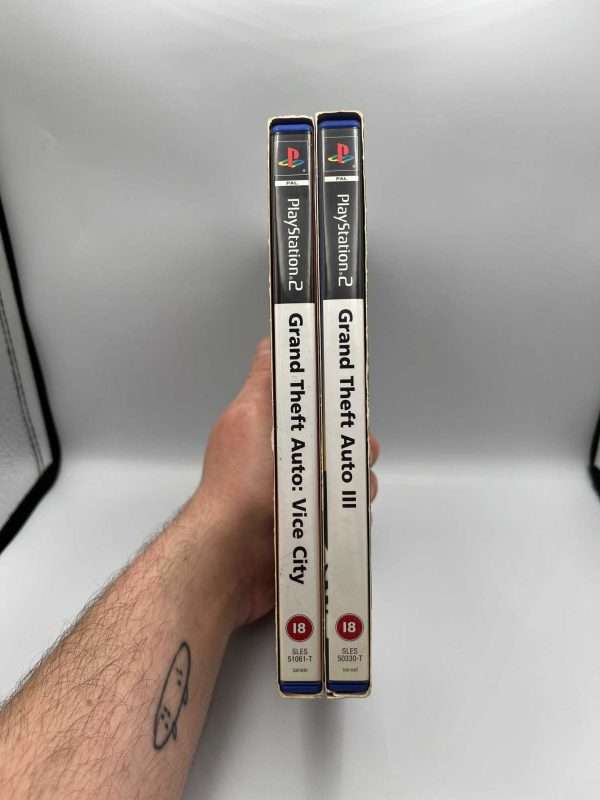 PAL
PlayStation.2
Grand Theft Auto: Vice City
18
SLES
51061-T
PAL
PlayStation.2
Grand Theft Auto III
18
SLES
50330-T